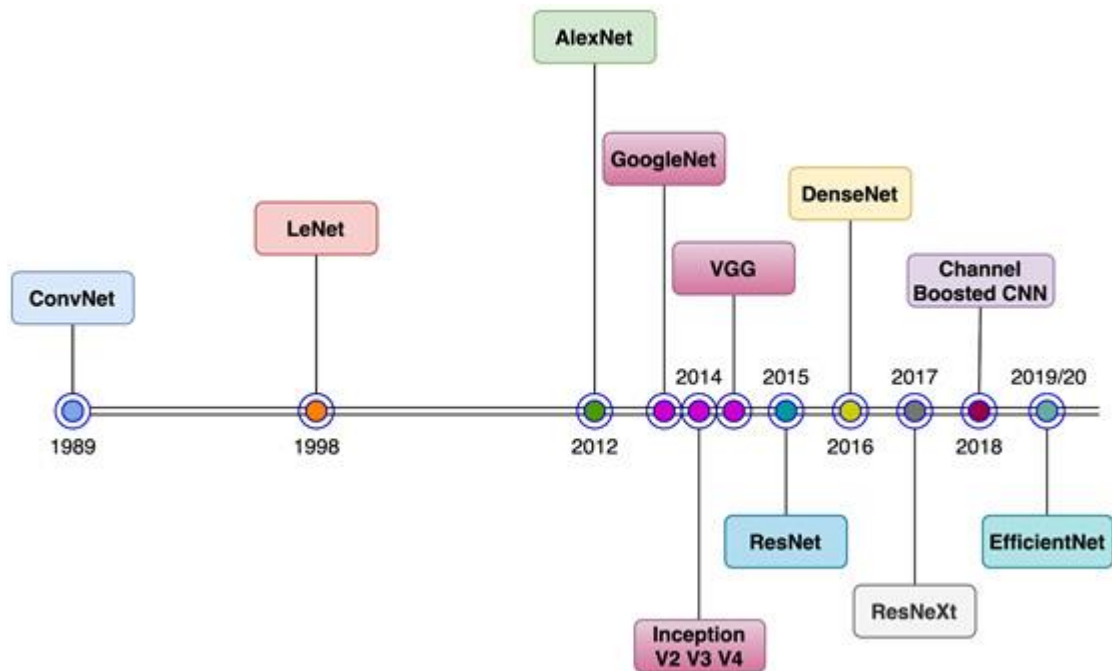 AlexNet
GoogleNet
DenseNet
LeNet
VGG
Channel
Boosted CNN
ConvNet
2014
2015
2017
2019/20
1989
1998
2012
2016
2018
ResNet
EfficientNet
ResNeXt
Inception
V2 V3 V4